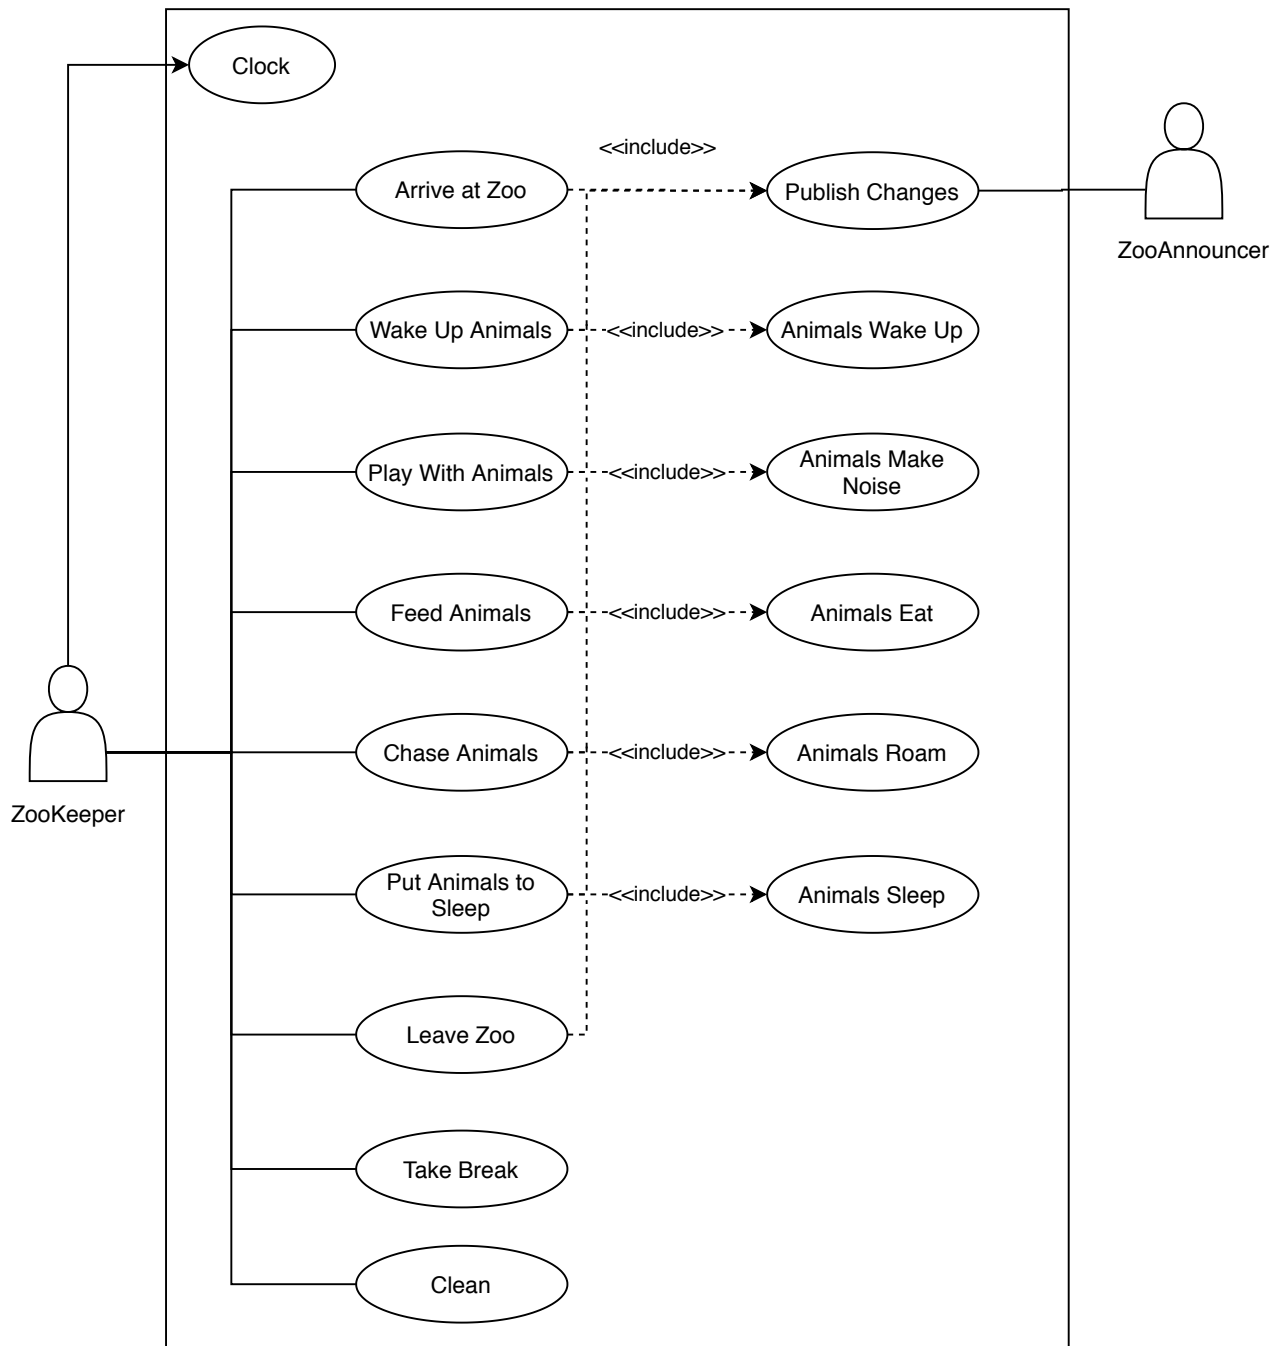 Clock
<<include>>
Arrive at Zoo
Publish Changes
ZooAnnouncer
Wake Up Animals
<<include>>
Animals Wake Up
Play With Animals
<<include>>
Animals Make
Noise
Feed Animals
<<include>>
Animals Eat
Chase Animals
<<include>>
Animals Roam
ZooKeeper
Put Animals to
Sleep
<<include>>
Animals Sleep
Leave Zoo
Take Break
Clean